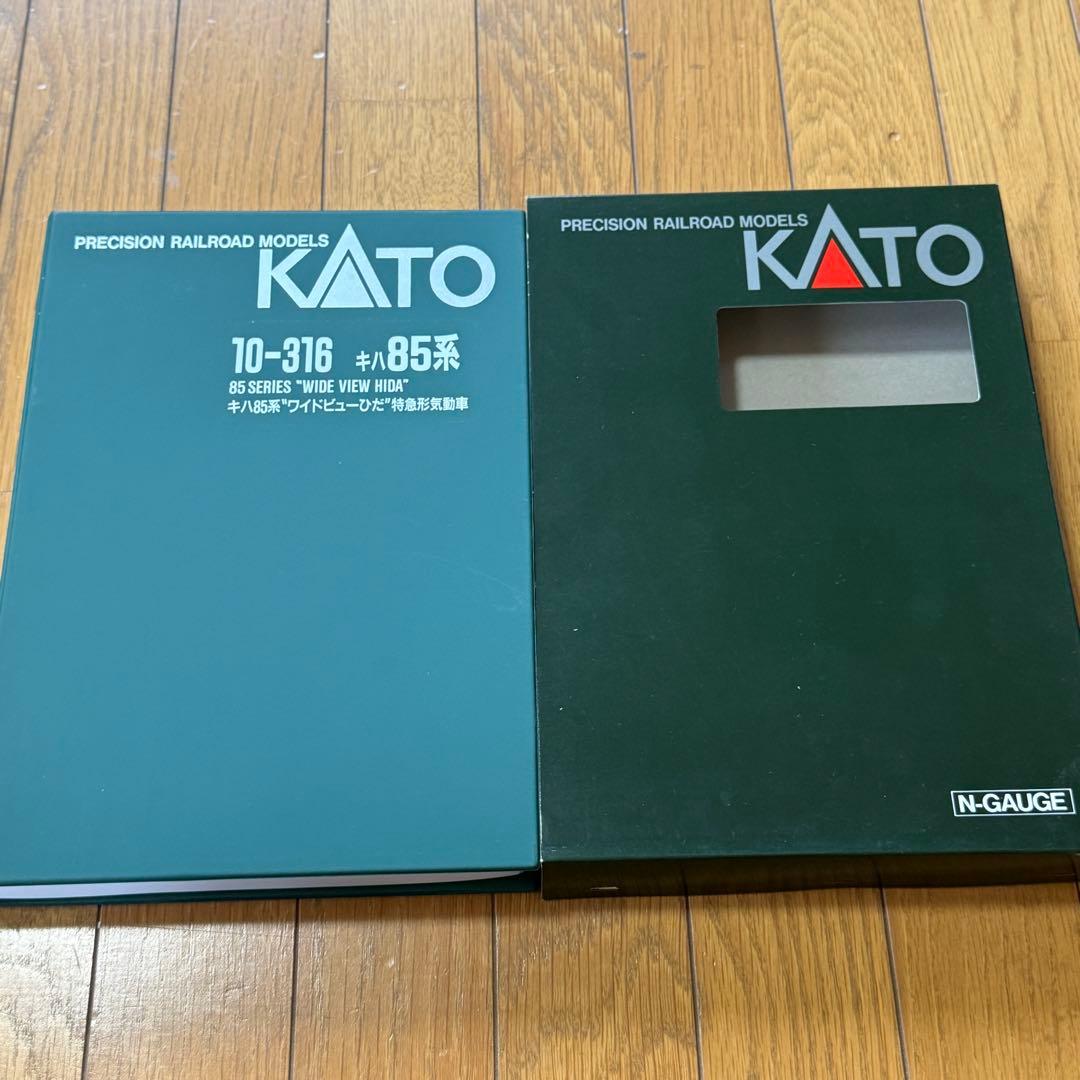 PRECISION RAILROAD MODELS
KATO
10-316 キハ85系
85 SERIES "WIDE VIEW HIDA"
キハ85系"ワイドビューひだ"特急形気動車
PRECISION RAILROAD MODELS
KATO
N-GAUGE